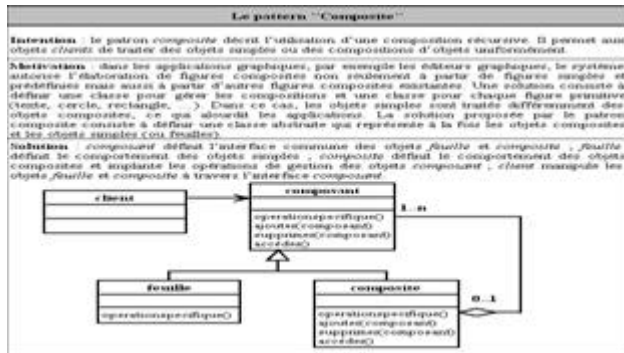 Le pattern "Composite"
Intention : le patron composite décrit l'utilisation d'une composition récursive. Il permet aux
objets clients de traiter des objets simples ou des compositions d'objets uniformément.
Motivation : dans les applications graphiques, par exemple les éditeurs graphiques, le système
autorise l'élaboration de figures composites non seulement à partir de figures simples et
prédéfinies mais aussi à partir d'autres figures composites existantes. Une solution consiste à
définir une classe pour gérer les compositions et une classe pour chaque figure primitive
(texte, cercle, rectangle, ...). Dans ce cas, les objets simples sont traités différemment des
objets composites, ce qui alourdit les applications. La solution proposée par le patron
composite consiste à définir une classe abstraite qui représente à la fois les objets composites
et les objets simples (ou feuilles).
Solution : composant définit l'interface commune des objets feuille et composite , feuille
définit le comportement des objets simples , composite définit le comportement des objets
composites et implante les opérations de gestion des objets composant , client manipule les
objets feuille et composite à travers l'interface composant.
client
composant
operationspecifique()
ajouter(composant)
supprimer(composant)
accéder()
1..n
feuille
operationspecifique()
composite
operationspecifique()
ajouter(composant)
supprimer(composant)
accéder()
0..1